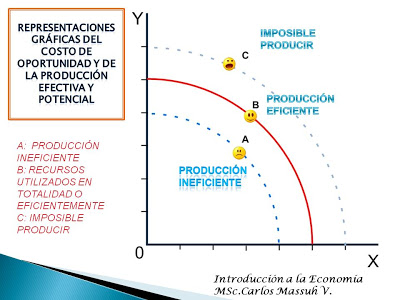 REPRESENTACIONES
GRÁFICAS DEL
COSTO DE
OPORTUNIDAD Y DE
LA PRODUCCIÓN
EFECTIVA Y
POTENCIAL
A: PRODUCCIÓN
INEFICIENTE
B: RECURSOS
UTILIZADOS EN
TOTALIDAD O
EFICIENTEMENTE
C: IMPOSIBLE
PRODUCIR
Y
IMPOSIBLE
PRODUCIR
C
PRODUCCIÓN
EFICIENTE
B
A
PRODUCCIÓN
INEFICIENTE
0
X
Introducción a la Economía
MSc.Carlos Massuh V.